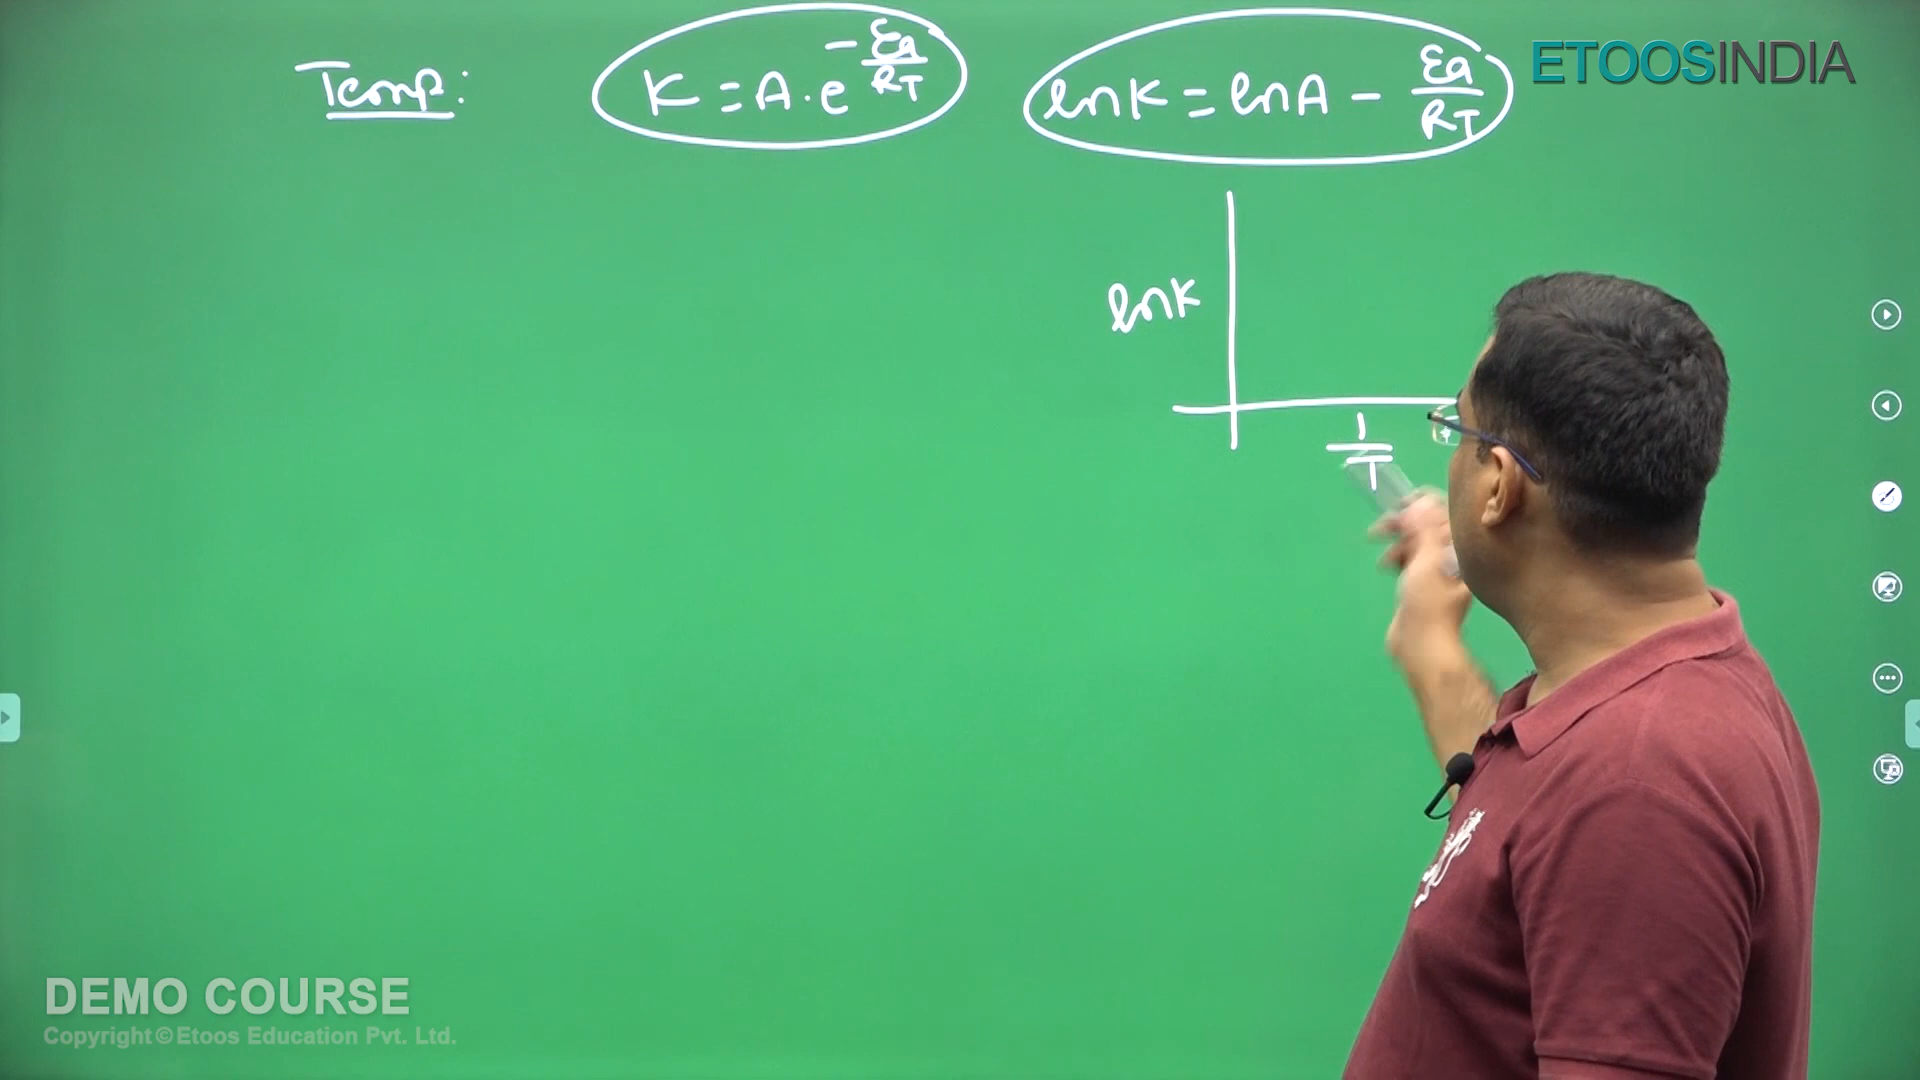 Temp:
K = A · e^{-Ea/RT}
lnK = lnA - Ea/RT
ETOOSINDIA
lnK
1/T
DEMO COURSE
Copyright © Etoos Education Pvt. Ltd.